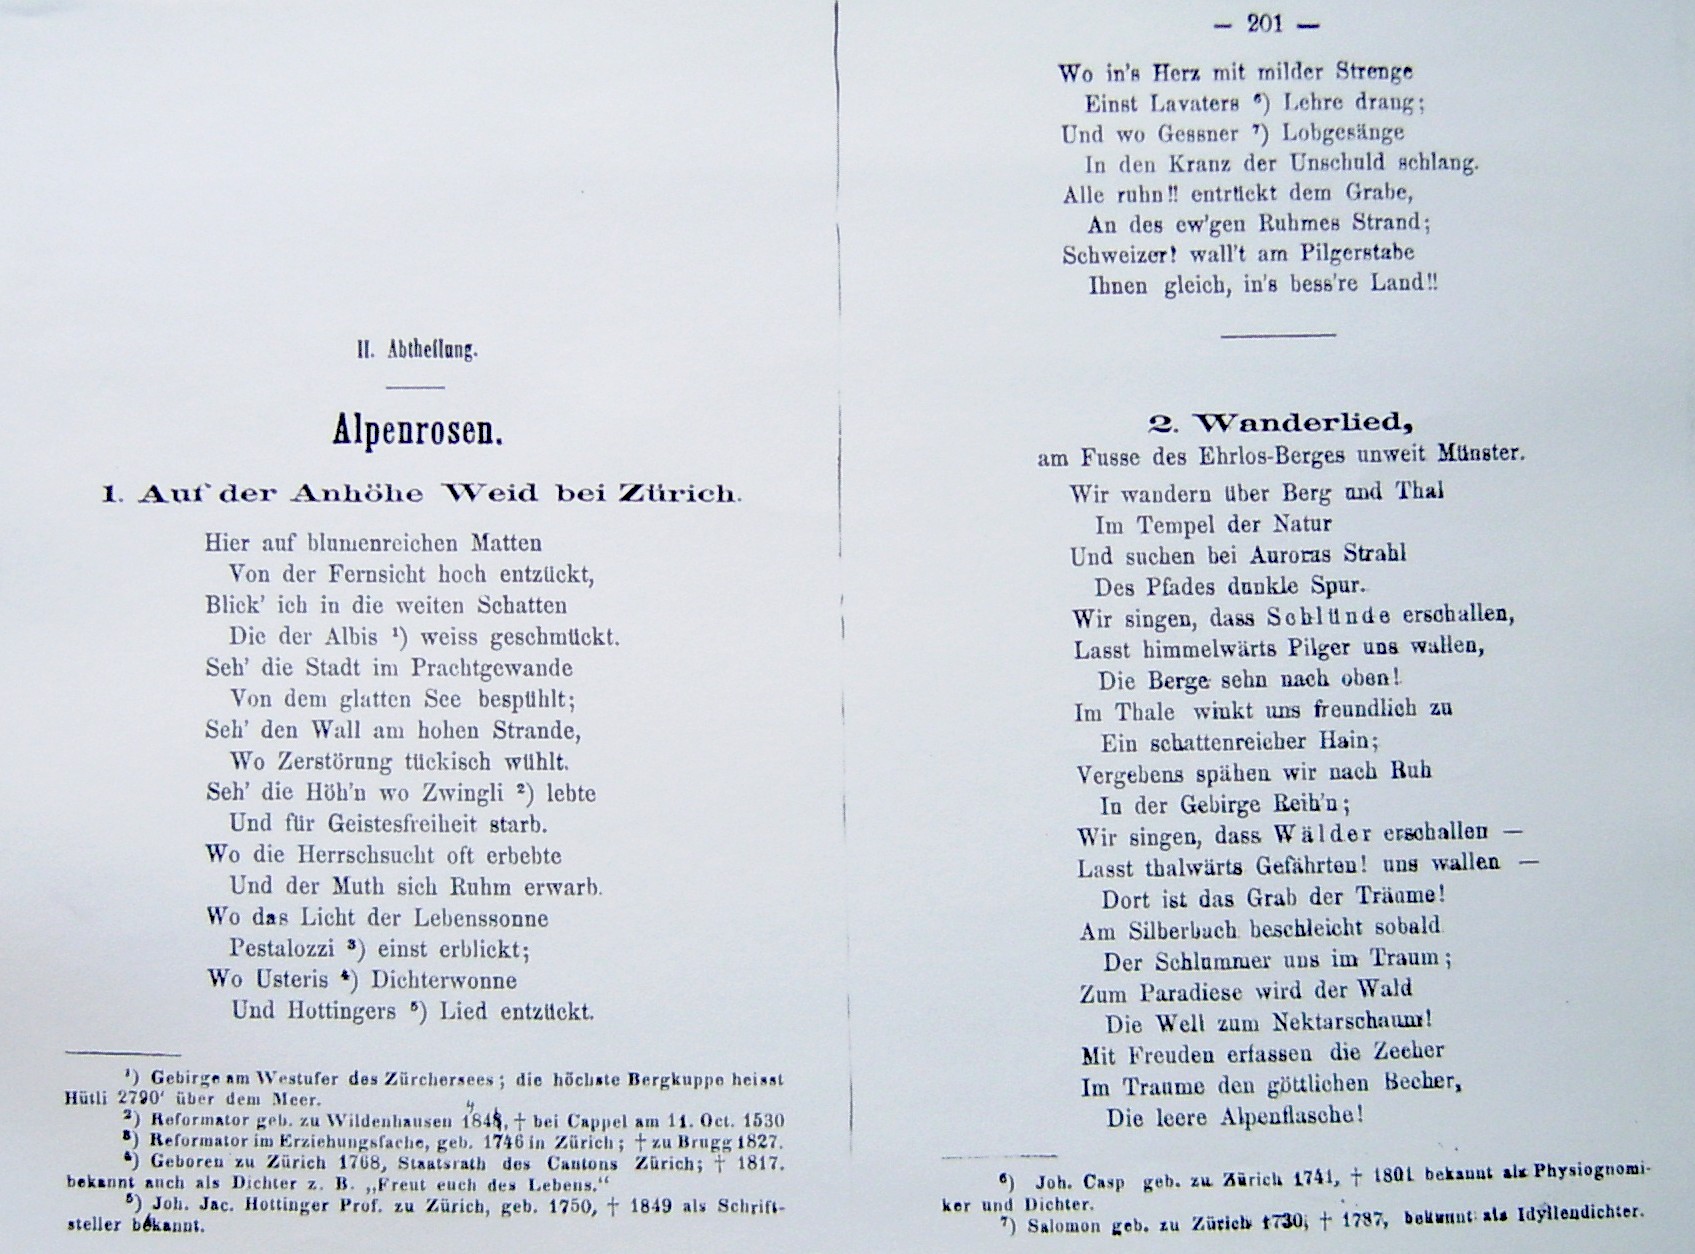 II. Abtheilung.
Alpenrosen.
1. Auf der Anhöhe Weid bei Zürich.
Hier auf blumenreichen Matten
Von der Fernsicht hoch entzückt,
Blick' ich in die weiten Schatten
Die der Albis ¹) weiss geschmückt.
Seh' die Stadt im Prachtgewande
Von dem glatten See bespühlt;
Seh' den Wall am hohen Strande,
Wo Zerstörung tückisch wühlt.
Seh' die Höh'n wo Zwingli ²) lebte
Und für Geistesfreiheit starb.
Wo die Herrschsucht oft erbebte
Und der Muth sich Ruhm erwarb.
Wo das Licht der Lebenssonne
Pestalozzi ³) einst erblickt;
Wo Usteris ⁴) Dichterwonne
Und Hottingers ⁵) Lied entzückt.
¹) Gebirge am Westufer des Zürchersees; die höchste Bergkuppe heisst
Hütli 2790' über dem Meer.
²) Reformator geb. zu Wildenhausen 1848, † bei Cappel am 11. Oct. 1530
³) Reformator im Erziehungsfache, geb. 1746 in Zürich; † zu Brugg 1827.
⁴) Geboren zu Zürich 1768, Staatsrath des Cantons Zürich; † 1817.
bekannt auch als Dichter z. B. „Freut euch des Lebens.“
⁵) Joh. Jac. Hottinger Prof. zu Zürich, geb. 1750, † 1849 als Schrift-
steller bekannt.
— 201 —
Wo in's Herz mit milder Strenge
Einst Lavaters ⁶) Lehre drang;
Und wo Gessner ⁷) Lobgesänge
In den Kranz der Unschuld schlang.
Alle ruhn!! entrückt dem Grabe,
An des ew'gen Ruhmes Strand;
Schweizer! wall't am Pilgerstabe
Ihnen gleich, in's bess're Land!!
2. Wanderlied,
am Fusse des Ehrlos-Berges unweit Münster.
Wir wandern über Berg und Thal
Im Tempel der Natur
Und suchen bei Auroras Strahl
Des Pfades dunkle Spur.
Wir singen, dass Schlünde erschallen,
Lasst himmelwärts Pilger uns wallen,
Die Berge sehn nach oben!
Im Thale winkt uns freundlich zu
Ein schattenreicher Hain;
Vergebens spähen wir nach Ruh
In der Gebirge Reih'n;
Wir singen, dass Wälder erschallen —
Lasst thalwärts Gefährten! uns wallen —
Dort ist das Grab der Träume!
Am Silberbach beschleicht sobald
Der Schlummer uns im Traum;
Zum Paradiese wird der Wald
Die Well zum Nektarschaum!
Mit Freuden erfassen die Zecher
Im Traume den göttlichen Becher,
Die leere Alpenflasche!
⁶) Joh. Casp geb. zu Zürich 1741, † 1801 bekannt als Physiognomi-
ker und Dichter.
⁷) Salomon geb. zu Zürich 1730; † 1787, bekannt als Idyllendichter.